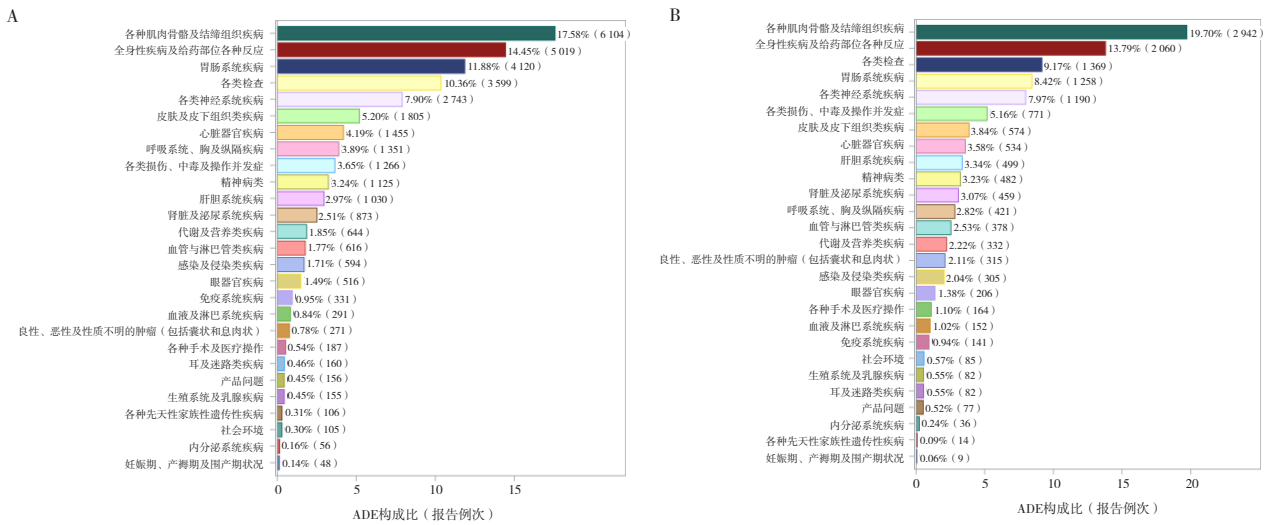 A
各种肌肉骨骼及结缔组织疾病 17.58%（6 104）
全身性疾病及给药部位各种反应 14.45%（5 019）
胃肠系统疾病 11.88%（4 120）
各类检查 10.36%（3 599）
各类神经系统疾病 7.90%（2 743）
皮肤及皮下组织类疾病 5.20%（1 805）
心脏器官疾病 4.19%（1 455）
呼吸系统、胸及纵隔疾病 3.89%（1 351）
各类损伤、中毒及操作并发症 3.65%（1 266）
精神病类 3.24%（1 125）
肝胆系统疾病 2.97%（1 030）
肾脏及泌尿系统疾病 2.51%（873）
代谢及营养类疾病 1.85%（644）
血管与淋巴管类疾病 1.77%（616）
感染及侵染类疾病 1.71%（594）
眼器官疾病 1.49%（516）
免疫系统疾病 0.95%（331）
血液及淋巴系统疾病 0.84%（291）
良性、恶性及性质不明的肿瘤（包括囊状和息肉状） 0.78%（271）
各种手术及医疗操作 0.54%（187）
耳及迷路类疾病 0.46%（160）
产品问题 0.45%（156）
生殖系统及乳腺疾病 0.45%（155）
各种先天性家族性遗传性疾病 0.31%（106）
社会环境 0.30%（105）
内分泌系统疾病 0.16%（56）
妊娠期、产褥期及围产期状况 0.14%（48）
0 5 10 15
ADE构成比（报告例次）
B
各种肌肉骨骼及结缔组织疾病 19.70%（2 942）
全身性疾病及给药部位各种反应 13.79%（2 060）
各类检查 9.17%（1 369）
胃肠系统疾病 8.42%（1 258）
各类神经系统疾病 7.97%（1 190）
各类损伤、中毒及操作并发症 5.16%（771）
皮肤及皮下组织类疾病 3.84%（574）
心脏器官疾病 3.58%（534）
肝胆系统疾病 3.34%（499）
精神病类 3.23%（482）
肾脏及泌尿系统疾病 3.07%（459）
呼吸系统、胸及纵隔疾病 2.82%（421）
血管与淋巴管类疾病 2.53%（378）
代谢及营养类疾病 2.22%（332）
良性、恶性及性质不明的肿瘤（包括囊状和息肉状） 2.11%（315）
感染及侵染类疾病 2.04%（305）
眼器官疾病 1.38%（206）
各种手术及医疗操作 1.10%（164）
血液及淋巴系统疾病 1.02%（152）
免疫系统疾病 0.94%（141）
社会环境 0.57%（85）
生殖系统及乳腺疾病 0.55%（82）
耳及迷路类疾病 0.55%（82）
产品问题 0.52%（77）
内分泌系统疾病 0.24%（36）
各种先天性家族性遗传性疾病 0.09%（14）
妊娠期、产褥期及围产期状况 0.06%（9）
0 5 10 15 20
ADE构成比（报告例次）